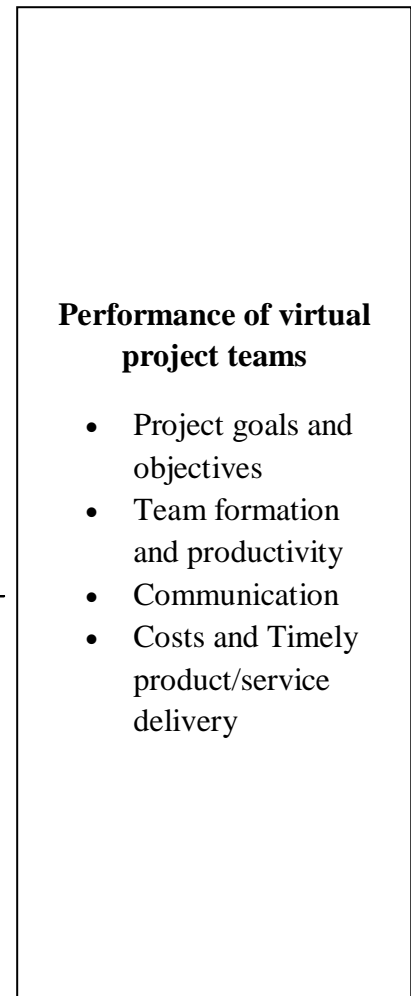 Performance of virtual
project teams
• Project goals and
objectives
• Team formation
and productivity
• Communication
• Costs and Timely
product/service
delivery